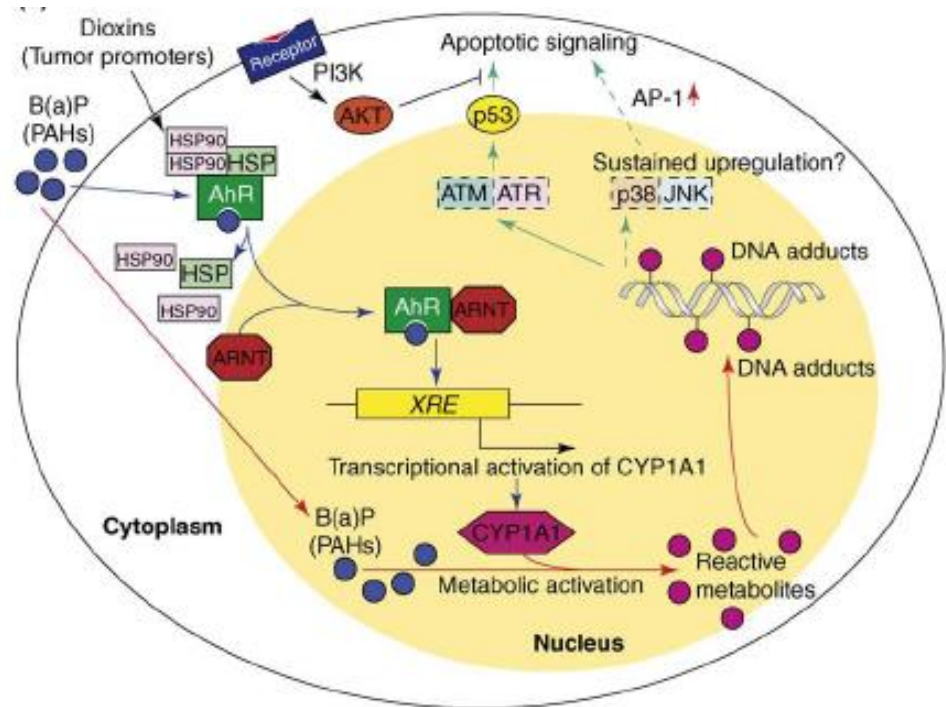 Dioxins
(Tumor promoters)
B(a)P
(PAHs)
HSP90
HSP90
HSP
AhR
HSP90
HSP
HSP90
ARNT
Receptor
PI3K
AKT
Apoptotic signaling
p53
AP-1
ATM
ATR
Sustained upregulation?
p38
JNK
DNA adducts
DNA adducts
AhR
ARNT
XRE
Transcriptional activation of CYP1A1
CYP1A1
B(a)P
(PAHs)
Metabolic activation
Reactive
metabolites
Cytoplasm
Nucleus